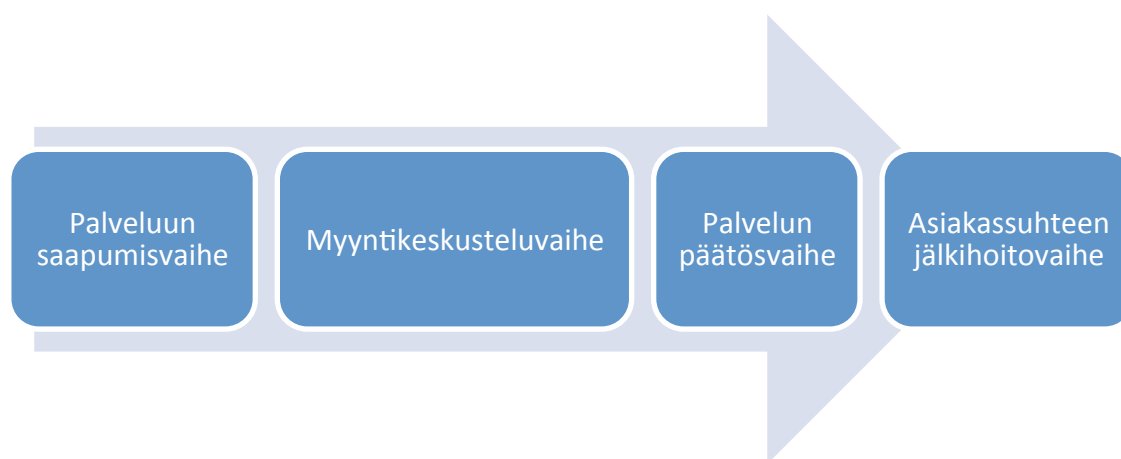 Palveluun
saapumisvaihe
Myyntikeskusteluvaihe
Palvelun
päätösvaihe
Asiakassuhteen
jälkihoitovaihe